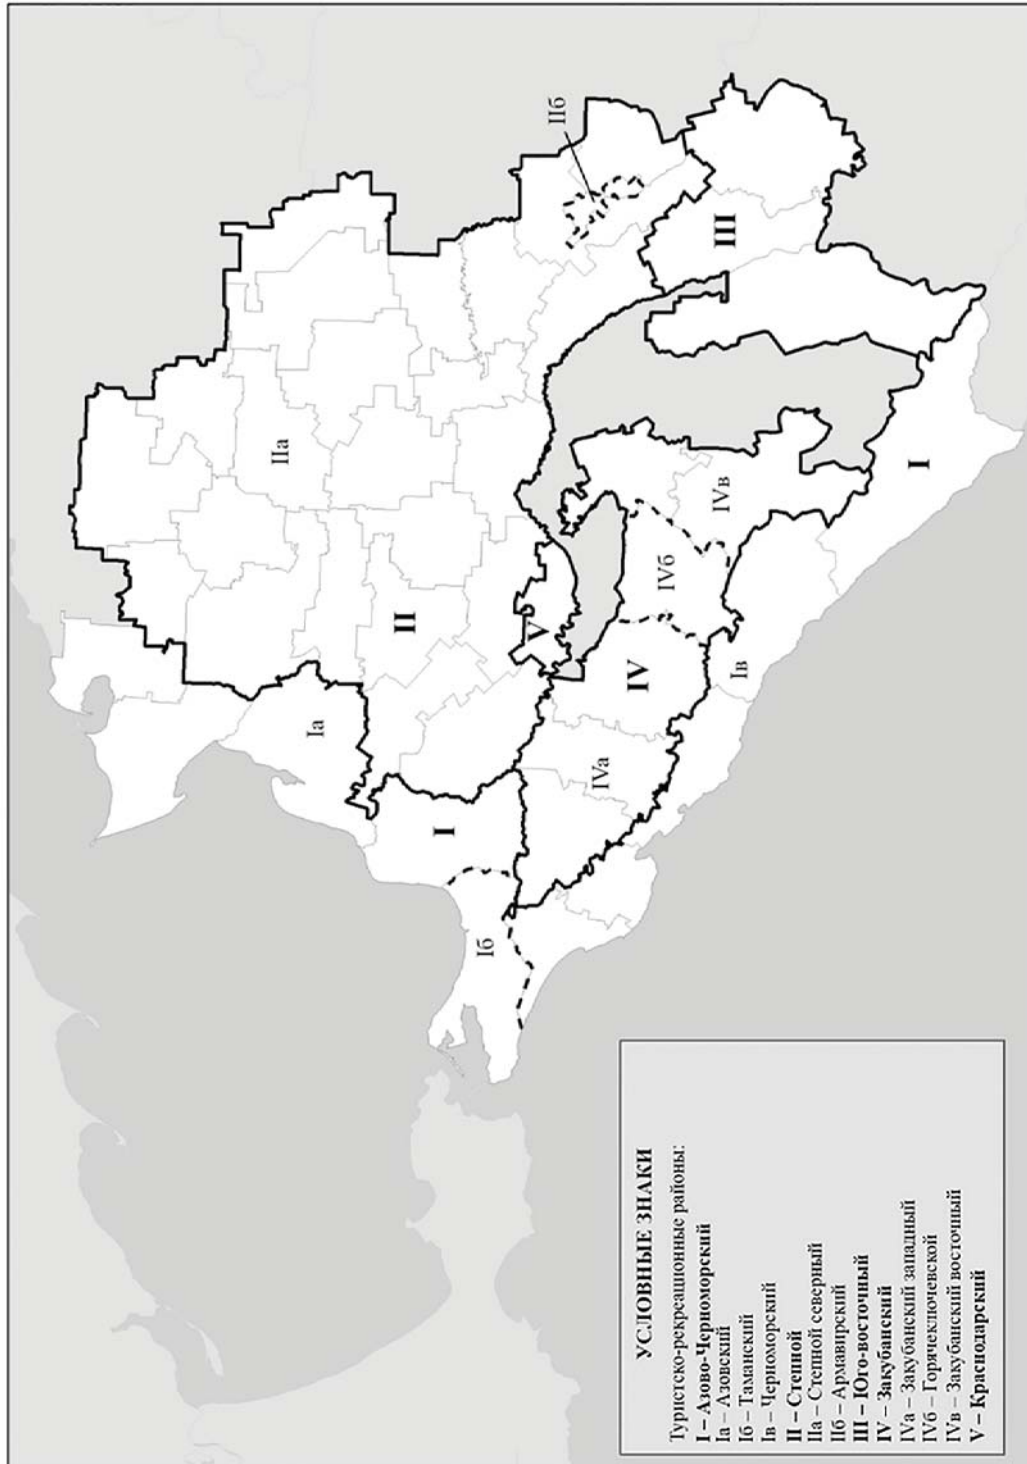 IIб
III
IIа
II
V
IVв
I
IVб
IV
Iв
Iа
IVа
I
Iб
УСЛОВНЫЕ ЗНАКИ
Туристско-рекреационные районы:
I – Азово-Черноморский
Iа – Азовский
Iб – Таманский
Iв – Черноморский
II – Степной
IIа – Степной северный
IIб – Армавирский
III – Юго-восточный
IV – Закубанский
IVа – Закубанский западный
IVб – Горячеключевской
IVв – Закубанский восточный
V – Краснодарский